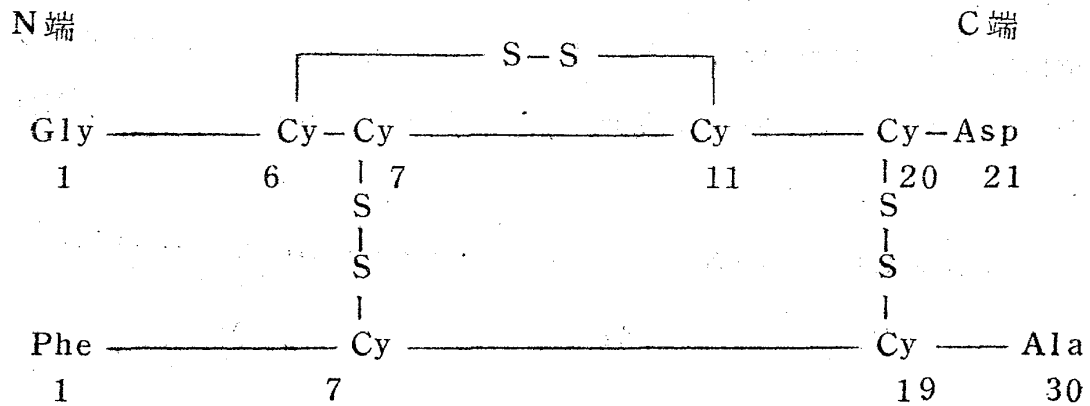 N端 C端
S–S
Gly Cy–Cy Cy Cy–Asp
1 6 7 11 20 21
S S
S S
Phe Cy Cy Ala
1 7 19 30